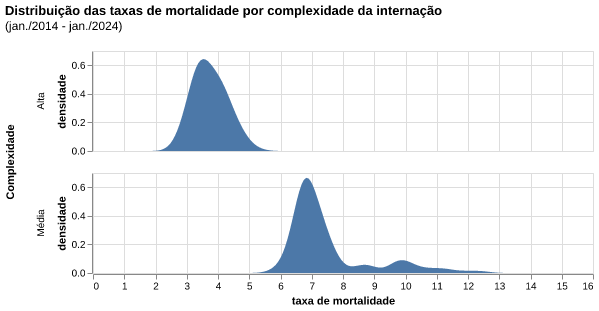 Distribuição das taxas de mortalidade por complexidade da internação
(jan./2014 - jan./2024)
Complexidade
Alta
densidade
0.6
0.4
0.2
0.0
Média
densidade
0.6
0.4
0.2
0.0
0 1 2 3 4 5 6 7 8 9 10 11 12 13 14 15 16
taxa de mortalidade